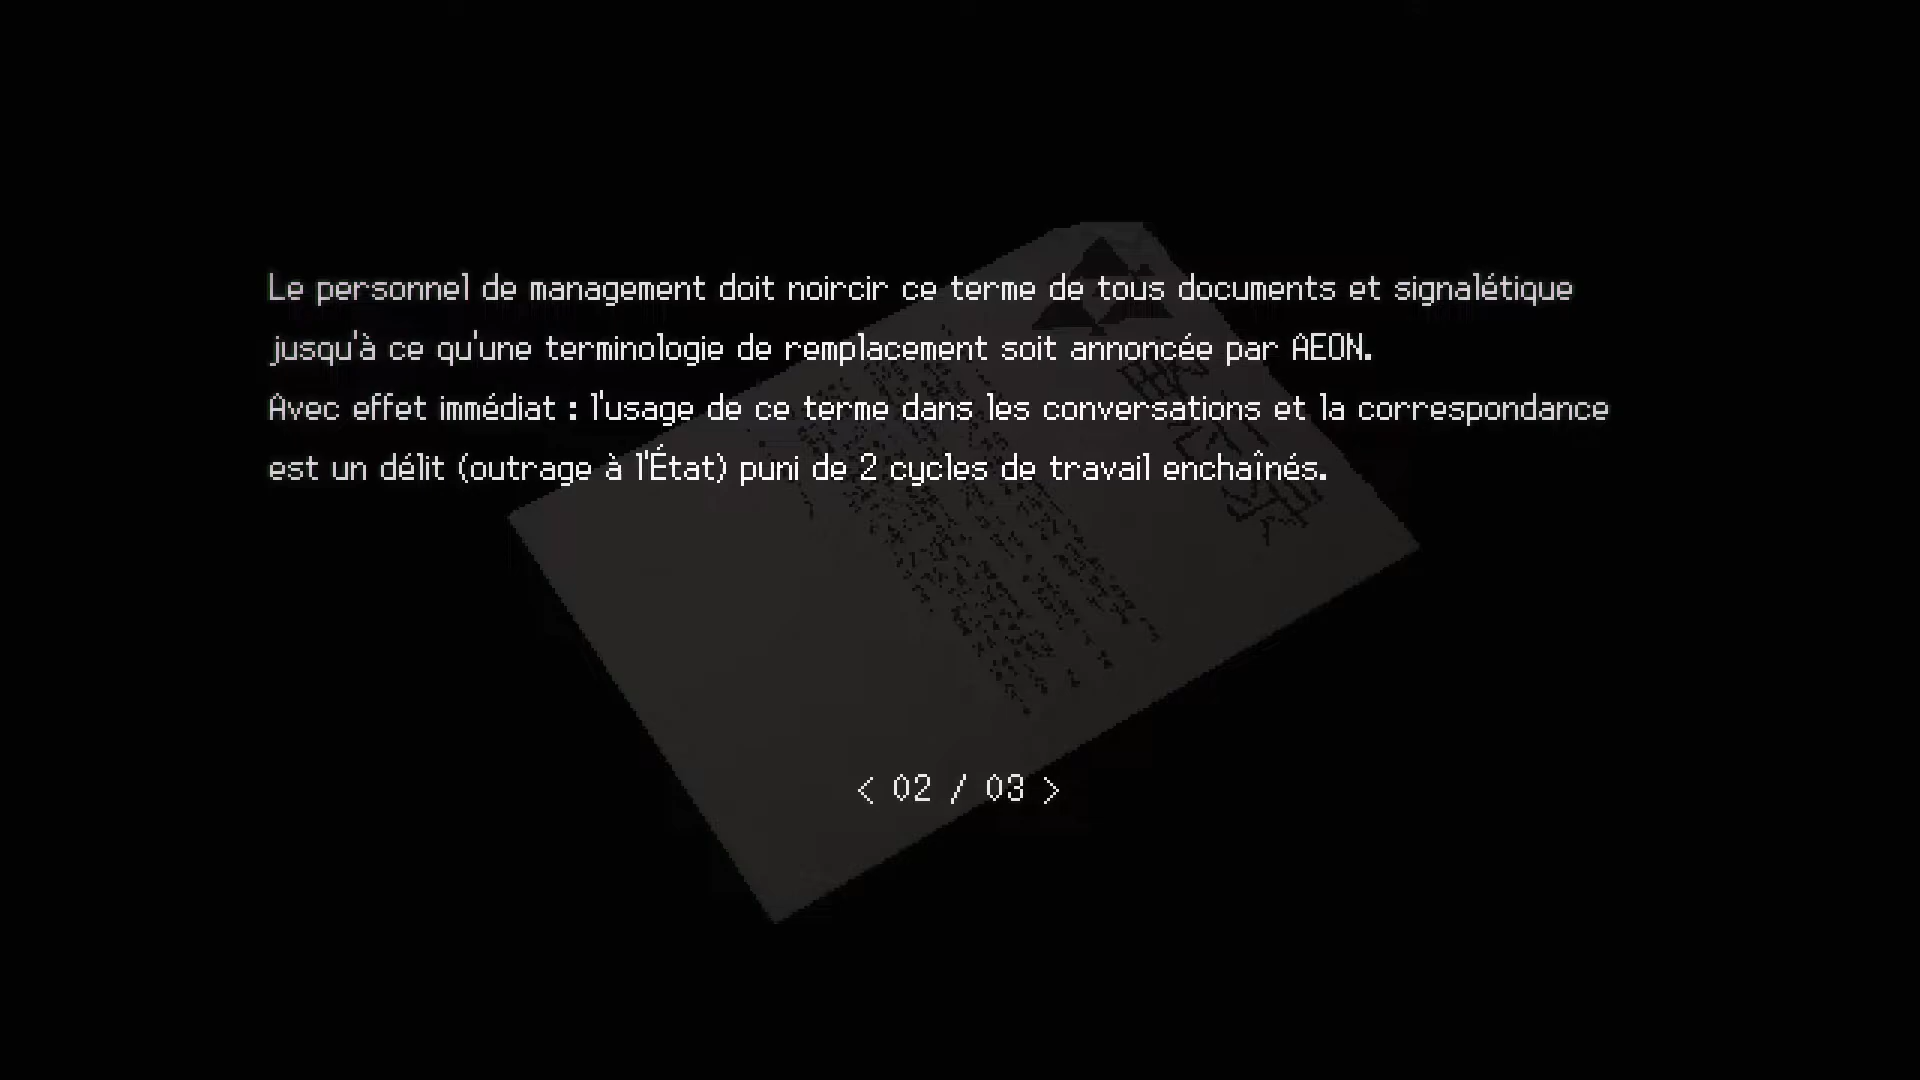 Le personnel de management doit noircir ce terme de tous documents et signalétique
jusqu'à ce qu'une terminologie de remplacement soit annoncée par AEON.
Avec effet immédiat : l'usage de ce terme dans les conversations et la correspondance
est un délit (outrage à l'État) puni de 2 cycles de travail enchaînés.
< 02 / 03 >